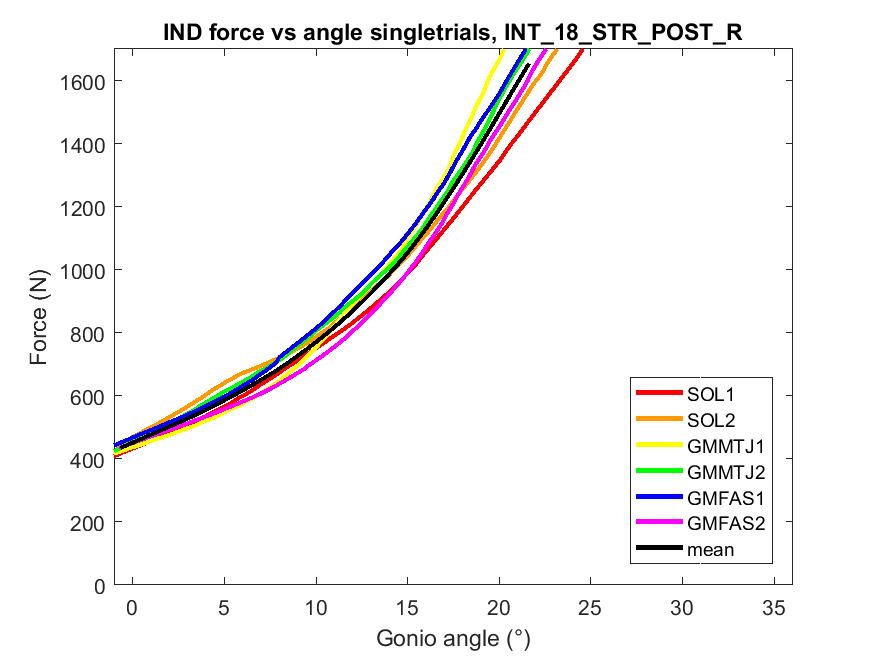 IND force vs angle singletrials, INT_18_STR_POST_R
1600
1400
1200
1000
800
600
400
200
0
Force (N)
0 5 10 15 20 25 30 35
Gonio angle (°)
SOL1
SOL2
GMMTJ1
GMMTJ2
GMFAS1
GMFAS2
mean